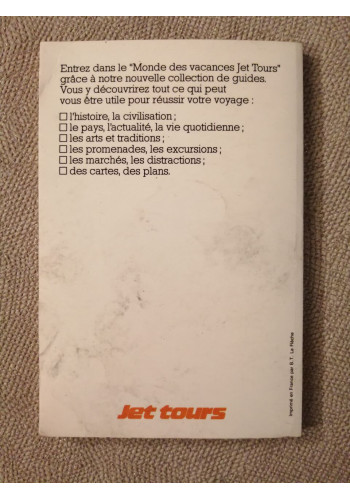 Entrez dans le "Monde des vacances Jet Tours"
grâce à notre nouvelle collection de guides.
Vous y découvrirez tout ce qui peut
vous être utile pour réussir votre voyage :
☐ l'histoire, la civilisation ;
☐ le pays, l'actualité, la vie quotidienne ;
☐ les arts et traditions ;
☐ les promenades, les excursions ;
☐ les marchés, les distractions ;
☐ des cartes, des plans.
Jet tours
Imprimé en France par B.T. La Flèche